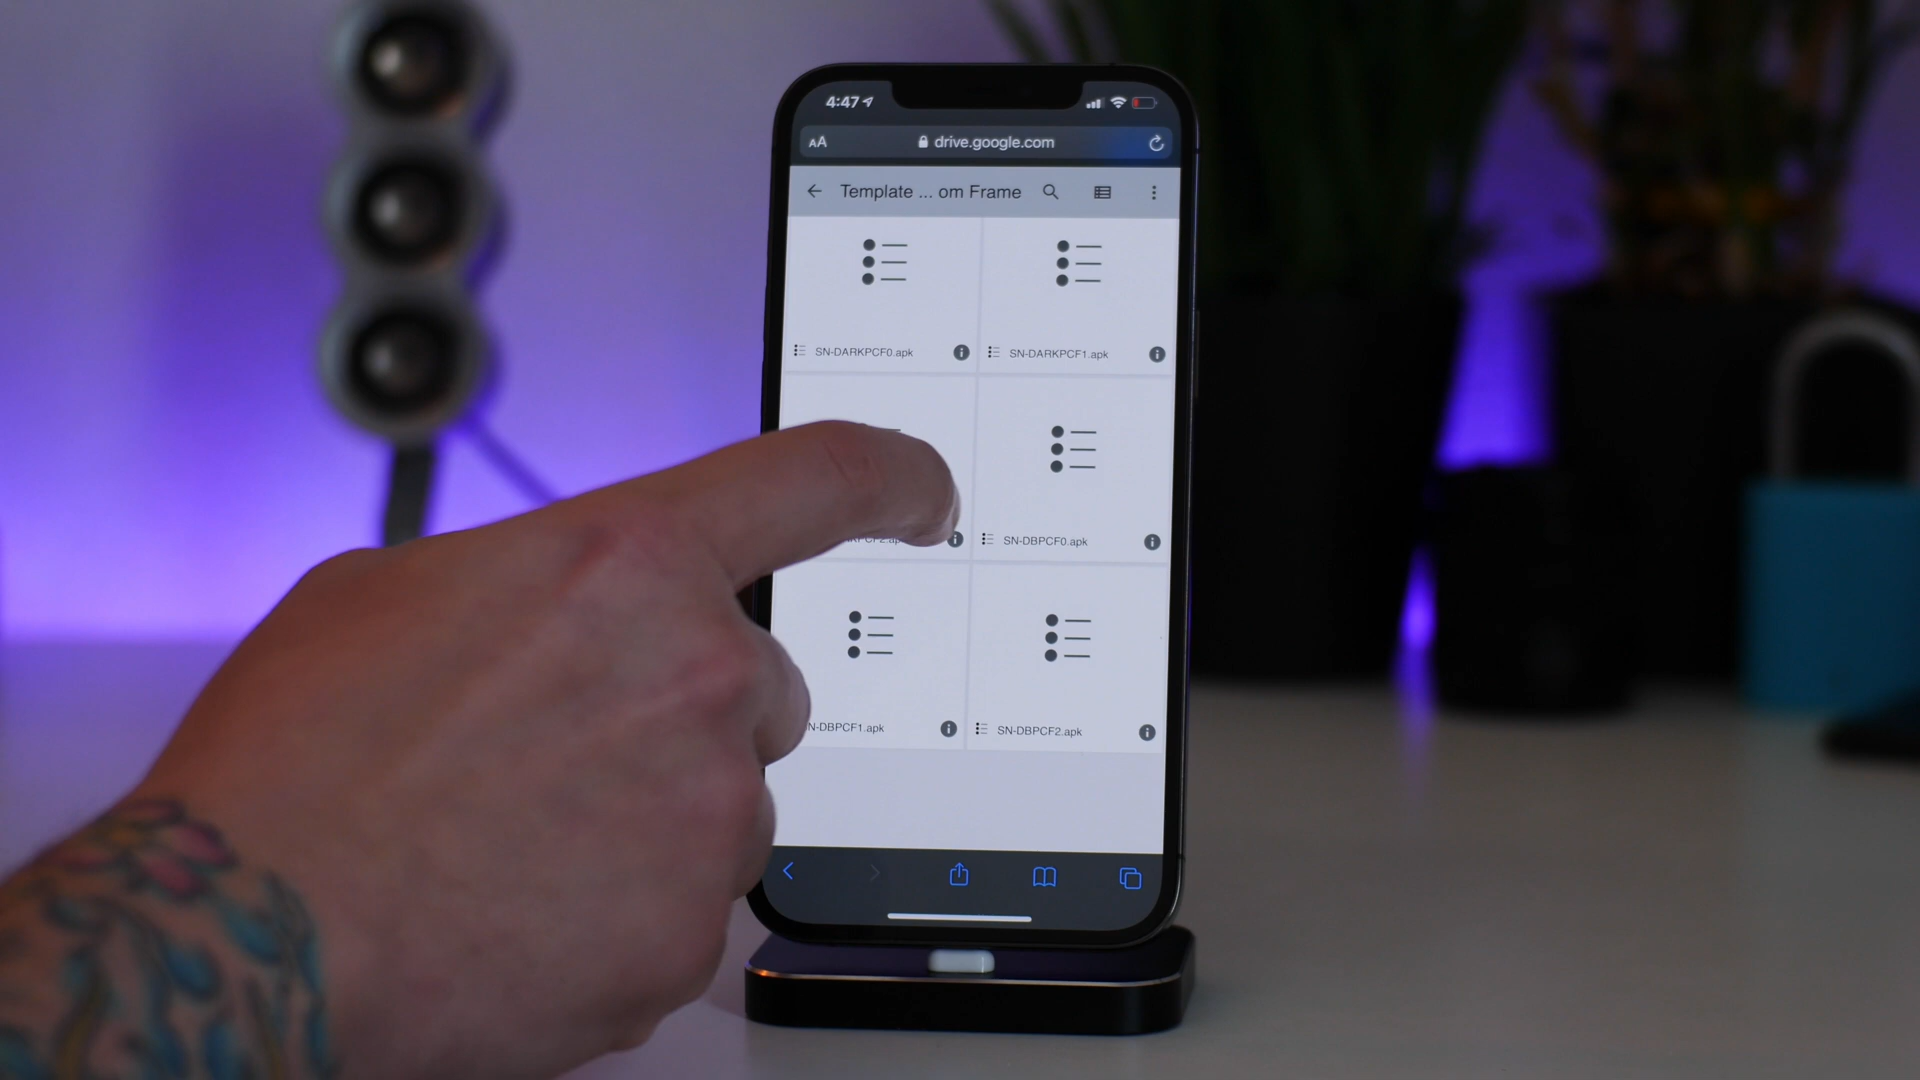 4:47
AA drive.google.com
Template ... om Frame
SN-DARKPCF0.apk
SN-DARKPCF1.apk
SN-DBPCF0.apk
N-DBPCF1.apk
SN-DBPCF2.apk